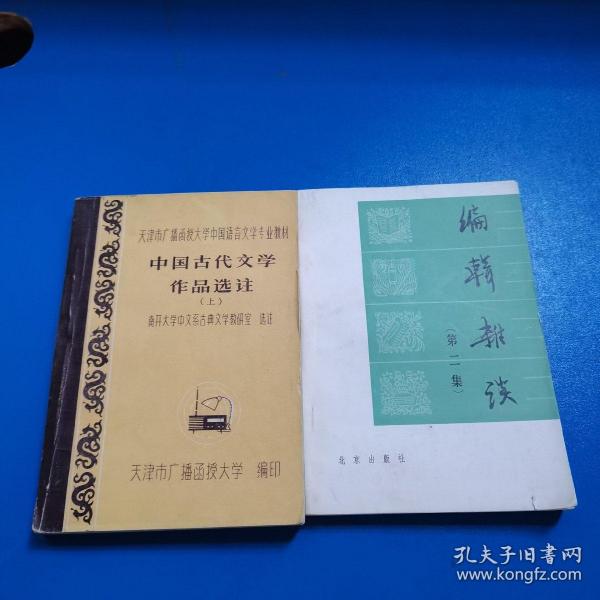 天津市广播函授大学中国语言文学专业教材
中国古代文学
作品选注
（上）
南开大学中文系古典文学教研室 选注
天津市广播函授大学 编印
编辑杂谈
（第二集）
北京出版社
孔夫子旧书网
www.kongfz.com